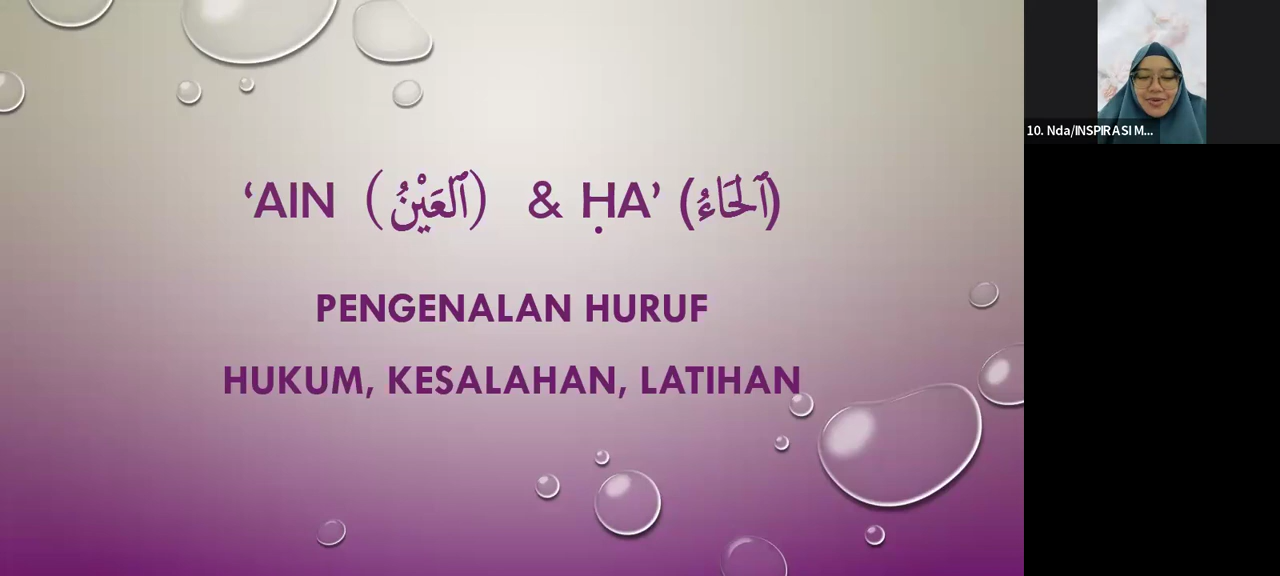 ‘AIN (اَلْعَيْنُ) & ḤA’ (اَلْحَاءُ)
PENGENALAN HURUF
HUKUM, KESALAHAN, LATIHAN
10. Nda/INSPIRASI M...